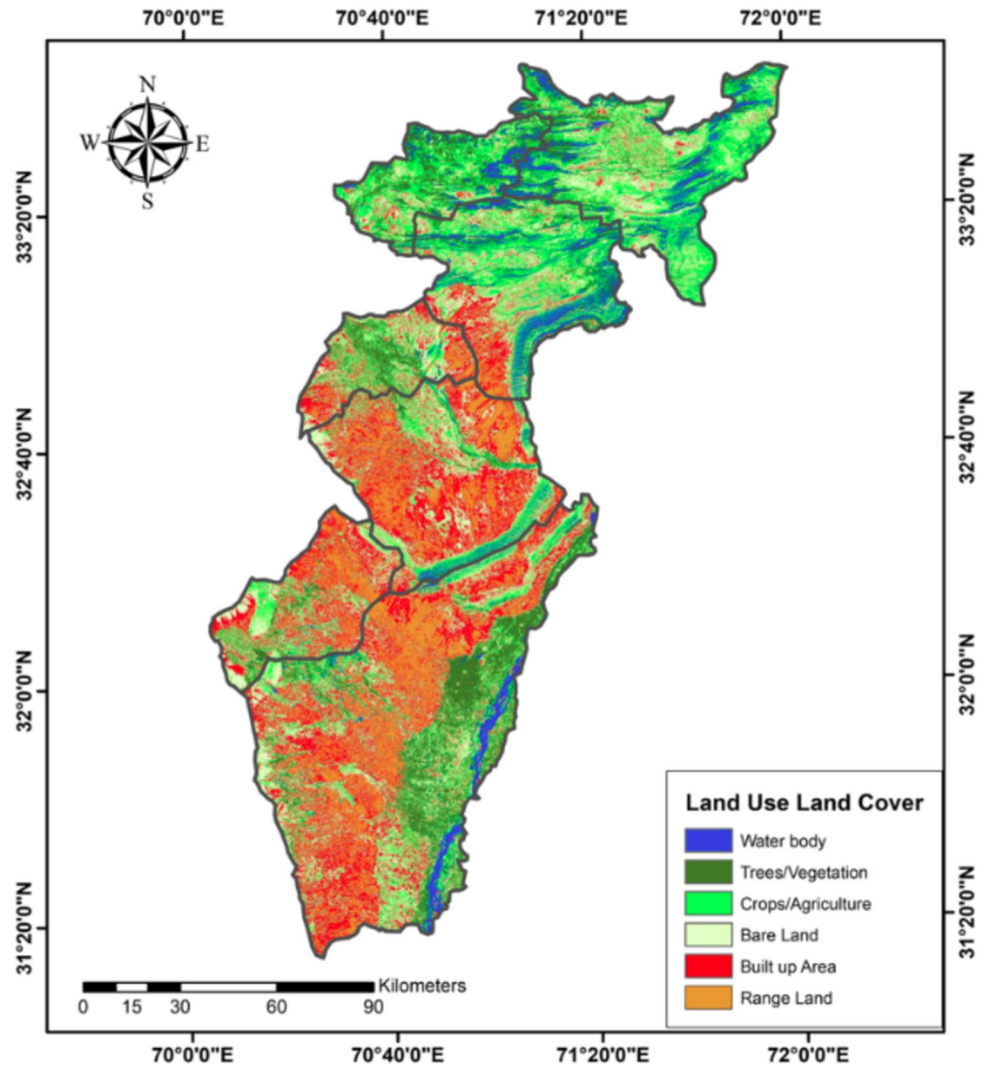 70°0'0"E 70°40'0"E 71°20'0"E 72°0'0"E
N
W E
S
33°20'0"N 33°20'0"N
32°40'0"N 32°40'0"N
32°0'0"N 32°0'0"N
31°20'0"N 31°20'0"N
Land Use Land Cover
Water body
Trees/Vegetation
Crops/Agriculture
Bare Land
Built up Area
Range Land
Kilometers
0 15 30 60 90
70°0'0"E 70°40'0"E 71°20'0"E 72°0'0"E